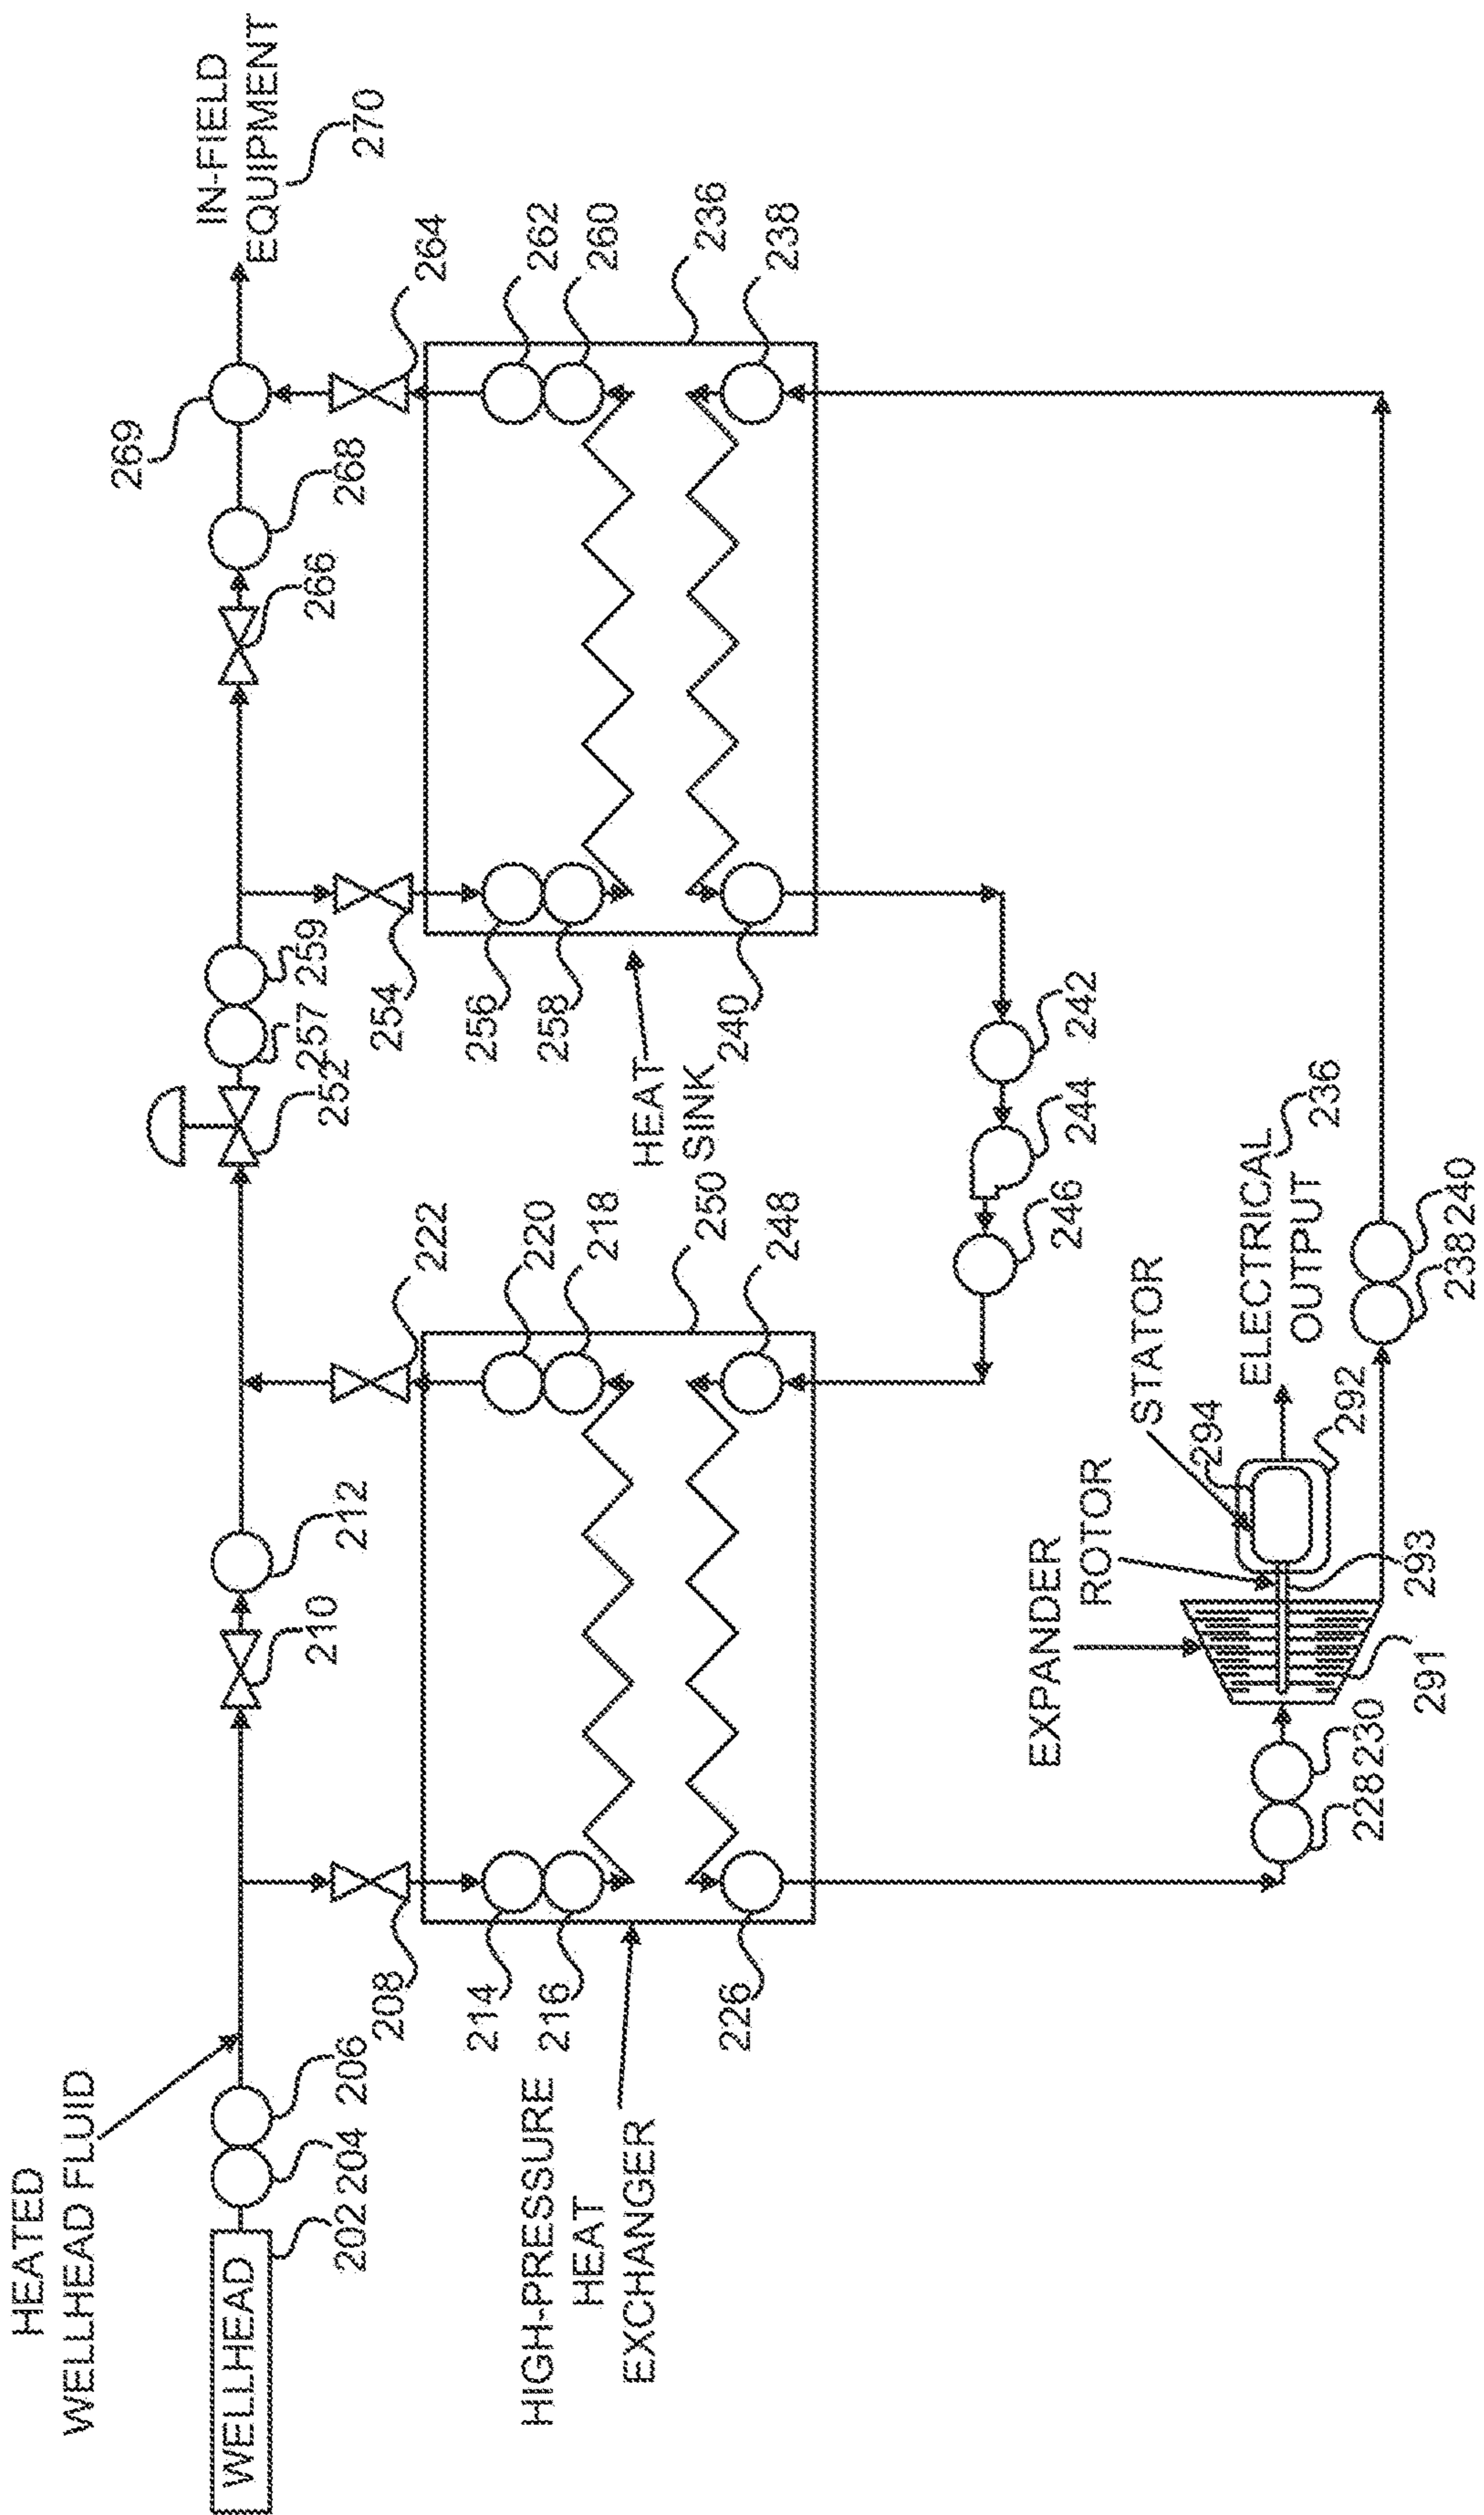 HEATED
WELLHEAD FLUID
WELLHEAD
202
204
206
208
210
212
222
252
257
259
254
266
268
269
264
IN-FIELD
EQUIPMENT
270
HIGH-PRESSURE
HEAT
EXCHANGER
214
216
226
220
218
250
248
HEAT
SINK
256
258
240
262
260
236
238
242
244
246
EXPANDER
ROTOR
STATOR
294
ELECTRICAL
OUTPUT
236
228
230
291
293
292
238
240